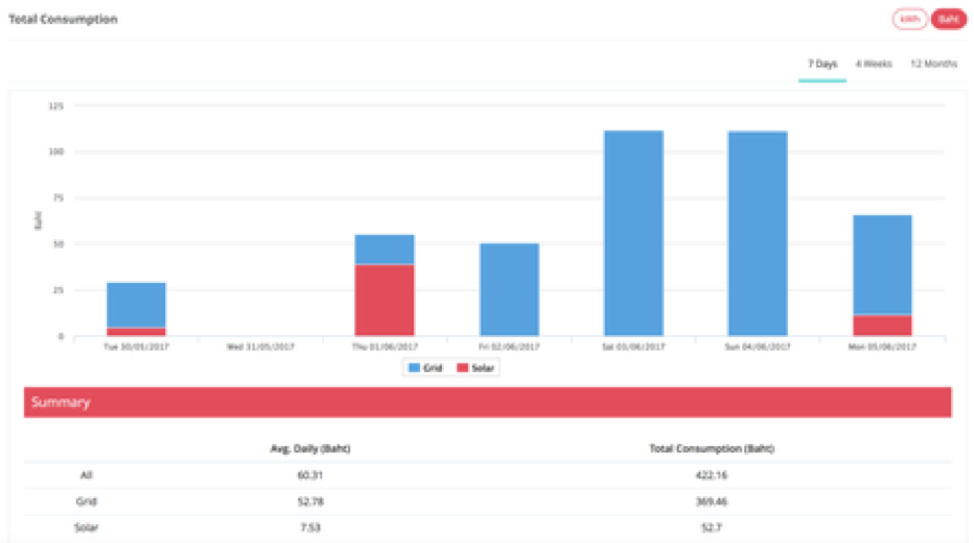 Total Consumption
kWh Baht
7 Days 4 Weeks 12 Months
125
100
75
50
25
0
Baht
Tue 30/05/2017 Wed 31/05/2017 Thu 01/06/2017 Fri 02/06/2017 Sat 03/06/2017 Sun 04/06/2017 Mon 05/06/2017
Grid Solar
Summary
Avg. Daily (Baht) Total Consumption (Baht)
All 60.31 422.16
Grid 52.78 369.46
Solar 7.53 52.7